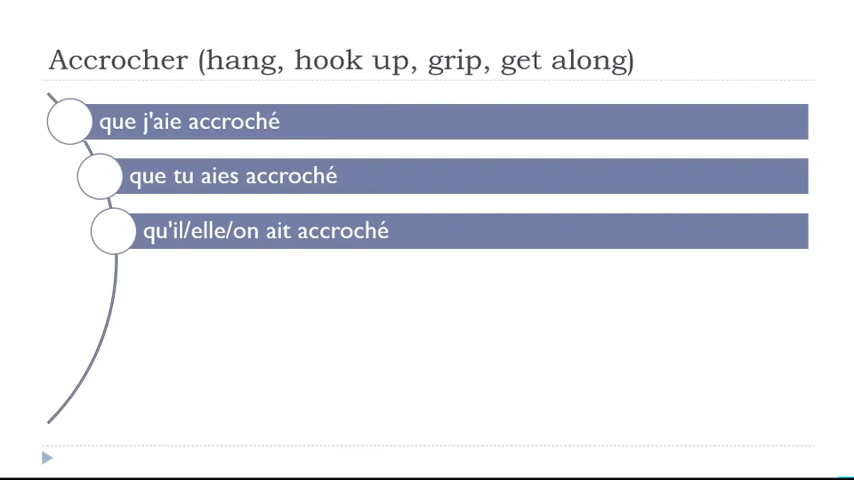 Accrocher (hang, hook up, grip, get along)
que j'aie accroché
que tu aies accroché
qu'il/elle/on ait accroché